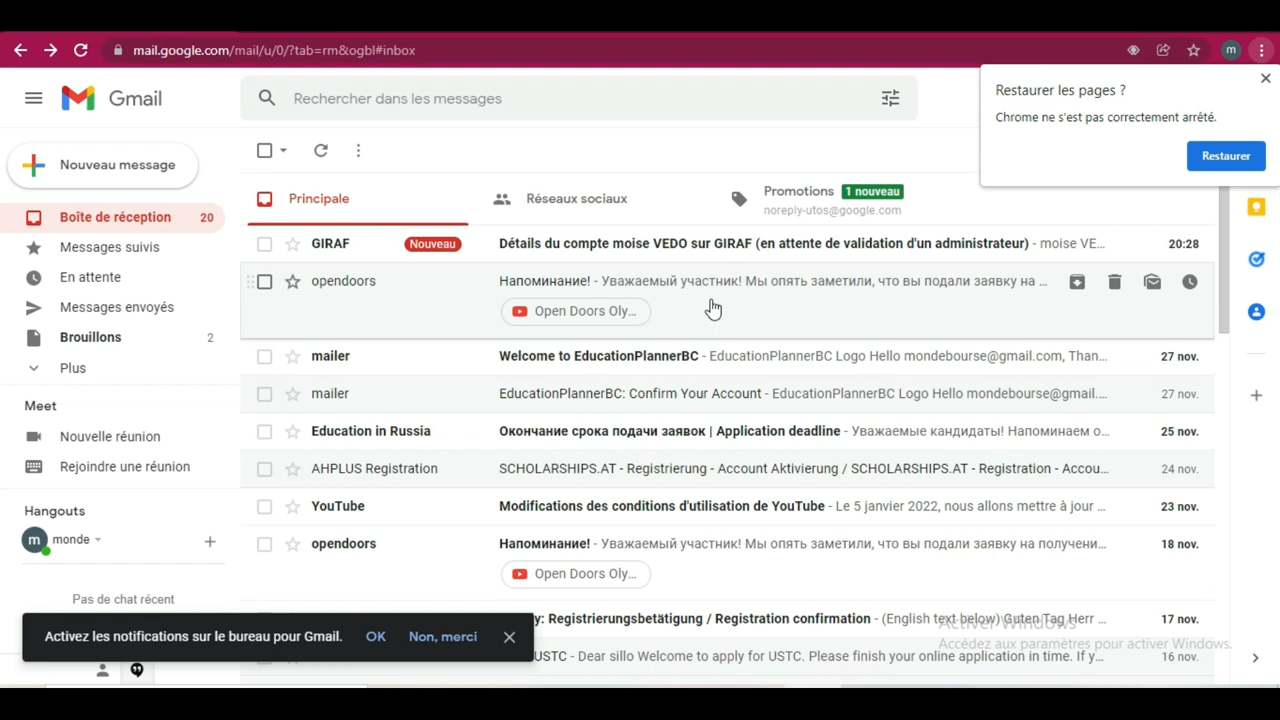 mail.google.com/mail/u/0/?tab=rm&ogbl#inbox
m
Restaurer les pages ?
Chrome ne s'est pas correctement arrêté.
Restaurer
Gmail
Rechercher dans les messages
Nouveau message
Boîte de réception 20
Messages suivis
En attente
Messages envoyés
Brouillons 2
Plus
Meet
Nouvelle réunion
Rejoindre une réunion
Hangouts
m monde
Pas de chat récent
Principale
Réseaux sociaux
Promotions 1 nouveau
noreply-utos@google.com
GIRAF Nouveau Détails du compte moise VEDO sur GIRAF (en attente de validation d'un administrateur) - moise VE... 20:28
opendoors Напоминание! - Уважаемый участник! Мы опять заметили, что вы подали заявку на ...
Open Doors Oly...
mailer Welcome to EducationPlannerBC - EducationPlannerBC Logo Hello mondebourse@gmail.com, Than... 27 nov.
mailer EducationPlannerBC: Confirm Your Account - EducationPlannerBC Logo Hello mondebourse@gmail.... 27 nov.
Education in Russia Окончание срока подачи заявок | Application deadline - Уважаемые кандидаты! Напоминаем о... 25 nov.
AHPLUS Registration SCHOLARSHIPS.AT - Registrierung - Account Aktivierung / SCHOLARSHIPS.AT - Registration - Accou... 24 nov.
YouTube Modifications des conditions d'utilisation de YouTube - Le 5 janvier 2022, nous allons mettre à jour ... 23 nov.
opendoors Напоминание! - Уважаемый участник! Мы опять заметили, что вы подали заявку на получени... 18 nov.
Open Doors Oly...
y: Registrierungsbetätigung / Registration confirmation - (English text below) Guten Tag Herr ... 17 nov.
USTC - Dear sillo Welcome to apply for USTC. Please finish your online application in time. If y... 16 nov.
Activez les notifications sur le bureau pour Gmail. OK Non, merci
Activer Windows
Accédez aux paramètres pour activer Windows.